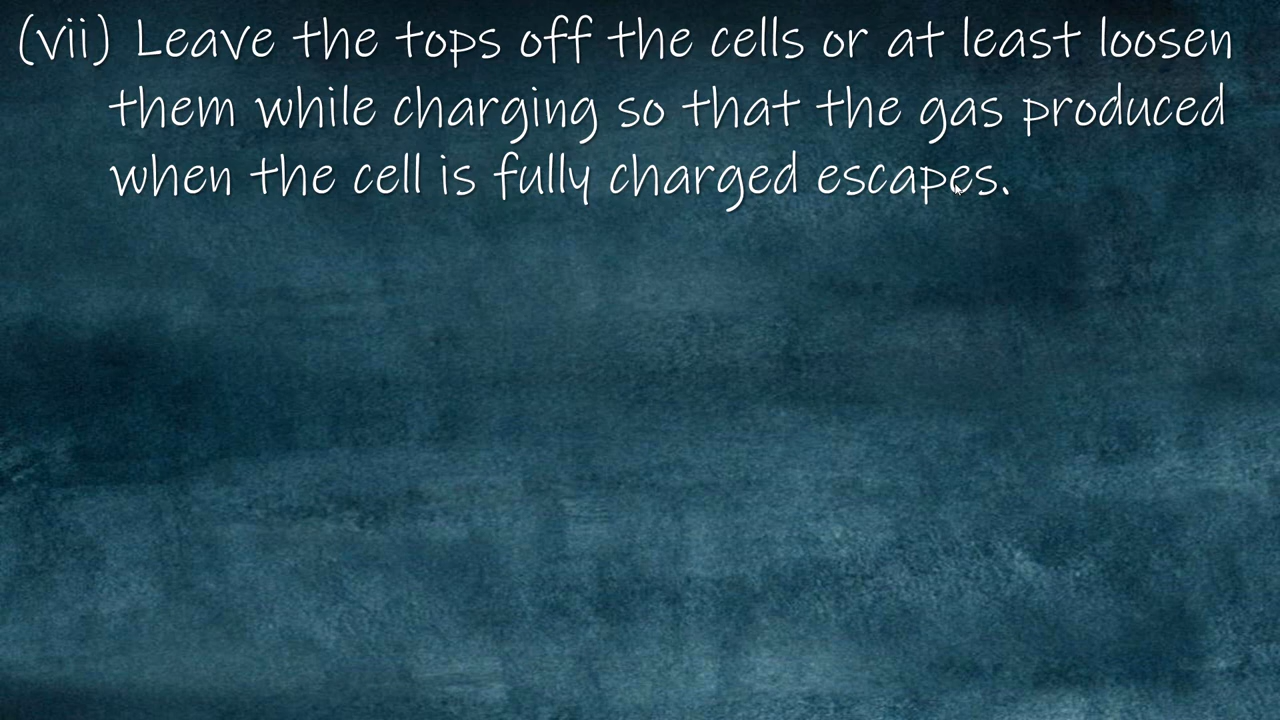 (vii) Leave the tops off the cells or at least loosen
them while charging so that the gas produced
when the cell is fully charged escapes.